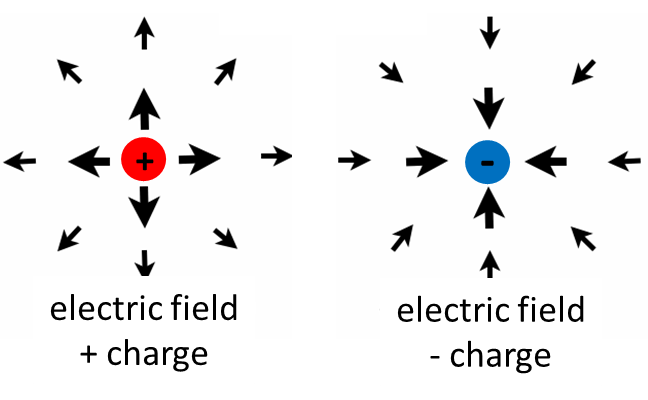 +
-
electric field
+ charge
electric field
- charge